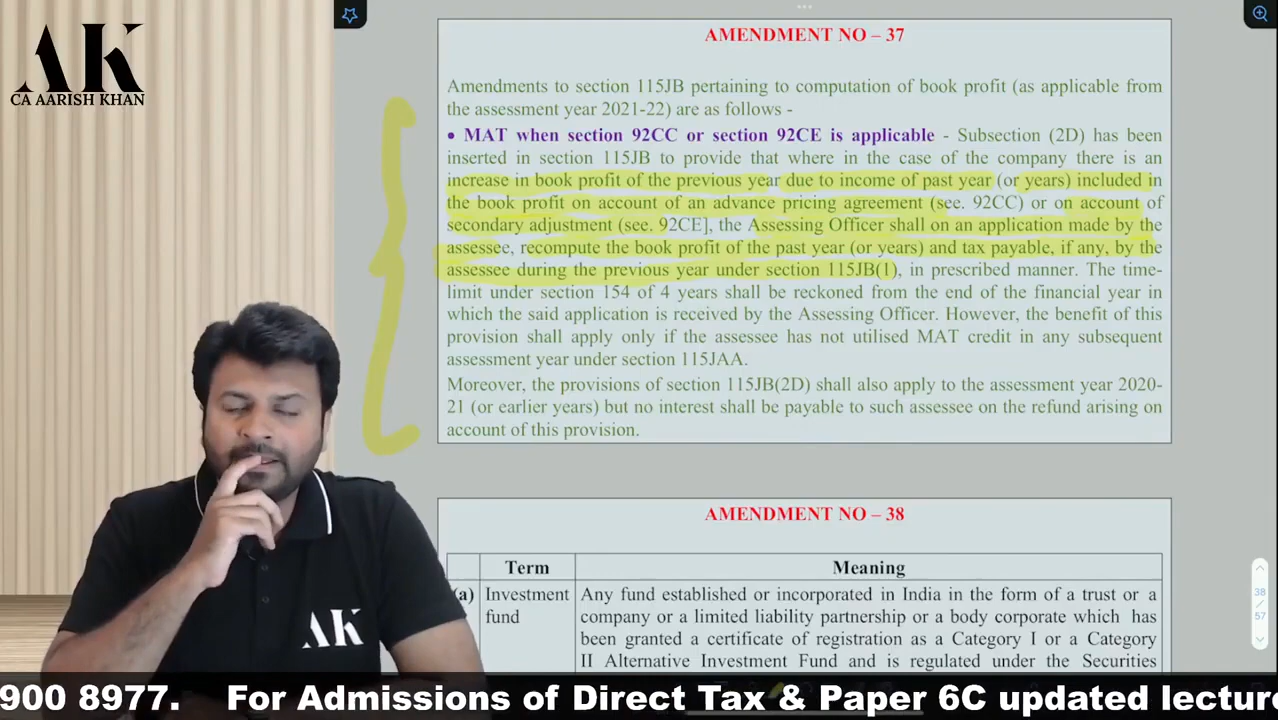 AK
CA AARISH KHAN
AMENDMENT NO – 37
Amendments to section 115JB pertaining to computation of book profit (as applicable from
the assessment year 2021-22) are as follows -
• MAT when section 92CC or section 92CE is applicable - Subsection (2D) has been
inserted in section 115JB to provide that where in the case of the company there is an
increase in book profit of the previous year due to income of past year (or years) included in
the book profit on account of an advance pricing agreement (see. 92CC) or on account of
secondary adjustment (see. 92CE], the Assessing Officer shall on an application made by the
assessee, recompute the book profit of the past year (or years) and tax payable, if any, by the
assessee during the previous year under section 115JB(1), in prescribed manner. The time-
limit under section 154 of 4 years shall be reckoned from the end of the financial year in
which the said application is received by the Assessing Officer. However, the benefit of this
provision shall apply only if the assessee has not utilised MAT credit in any subsequent
assessment year under section 115JAA.
Moreover, the provisions of section 115JB(2D) shall also apply to the assessment year 2020-
21 (or earlier years) but no interest shall be payable to such assessee on the refund arising on
account of this provision.
AMENDMENT NO – 38
Term Meaning
(a) Investment Any fund established or incorporated in India in the form of a trust or a
fund company or a limited liability partnership or a body corporate which has
been granted a certificate of registration as a Category I or a Category
II Alternative Investment Fund and is regulated under the Securities
38
/
57
AK
900 8977. For Admissions of Direct Tax & Paper 6C updated lecture